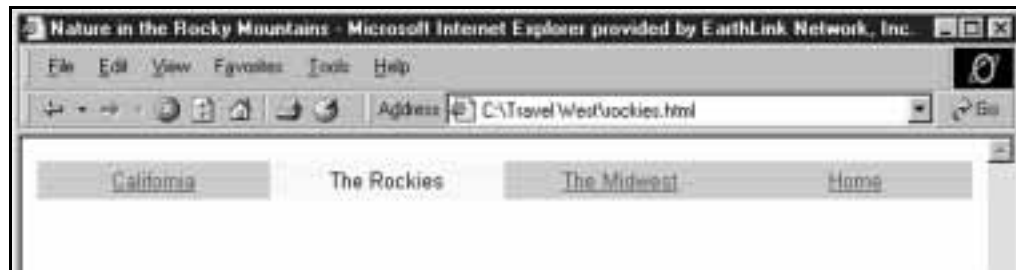 Nature in the Rocky Mountains - Microsoft Internet Explorer provided by EarthLink Network, Inc.
File Edit View Favorites Tools Help
Address C:\Travel West\rockies.html Go
California The Rockies The Midwest Home